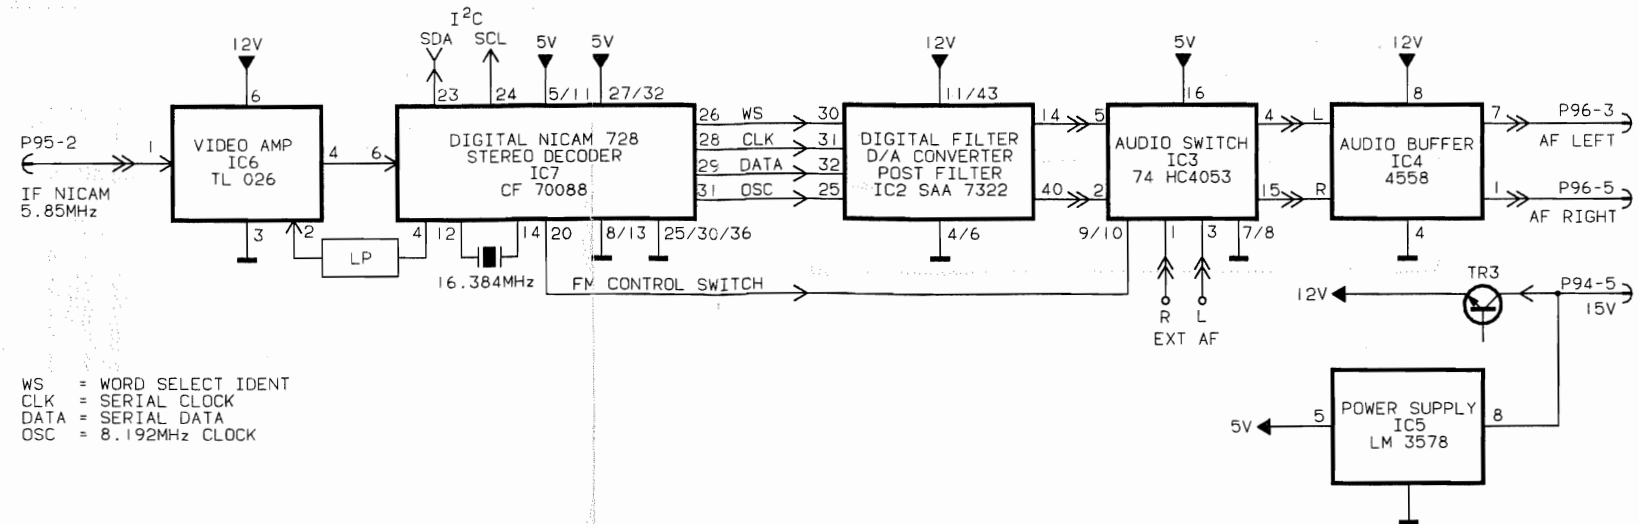 I²C
SDA SCL
12V
5V 5V
12V
5V
12V
6
23 24 5/11 27/32
11/43
16
8
P95-2
1
IF NICAM
5.85MHz
VIDEO AMP
IC6
TL 026
4 6
3
2
LP
DIGITAL NICAM 728
STEREO DECODER
IC7
CF 70088
26 WS 30
28 CLK 31
29 DATA 32
31 OSC 25
4 12 14 20 8/13 25/30/36
16.384MHz
FM CONTROL SWITCH
DIGITAL FILTER
D/A CONVERTER
POST FILTER
IC2 SAA 7322
4/6
14 5
40 2
AUDIO SWITCH
IC3
74 HC4053
9/10 1 3 7/8
R L
EXT AF
4 L
15 R
AUDIO BUFFER
IC4
4558
4
7 P96-3
AF LEFT
1 P96-5
AF RIGHT
TR3
12V
P94-5
15V
POWER SUPPLY
IC5
LM 3578
5V 5
8
WS = WORD SELECT IDENT
CLK = SERIAL CLOCK
DATA = SERIAL DATA
OSC = 8.192MHz CLOCK